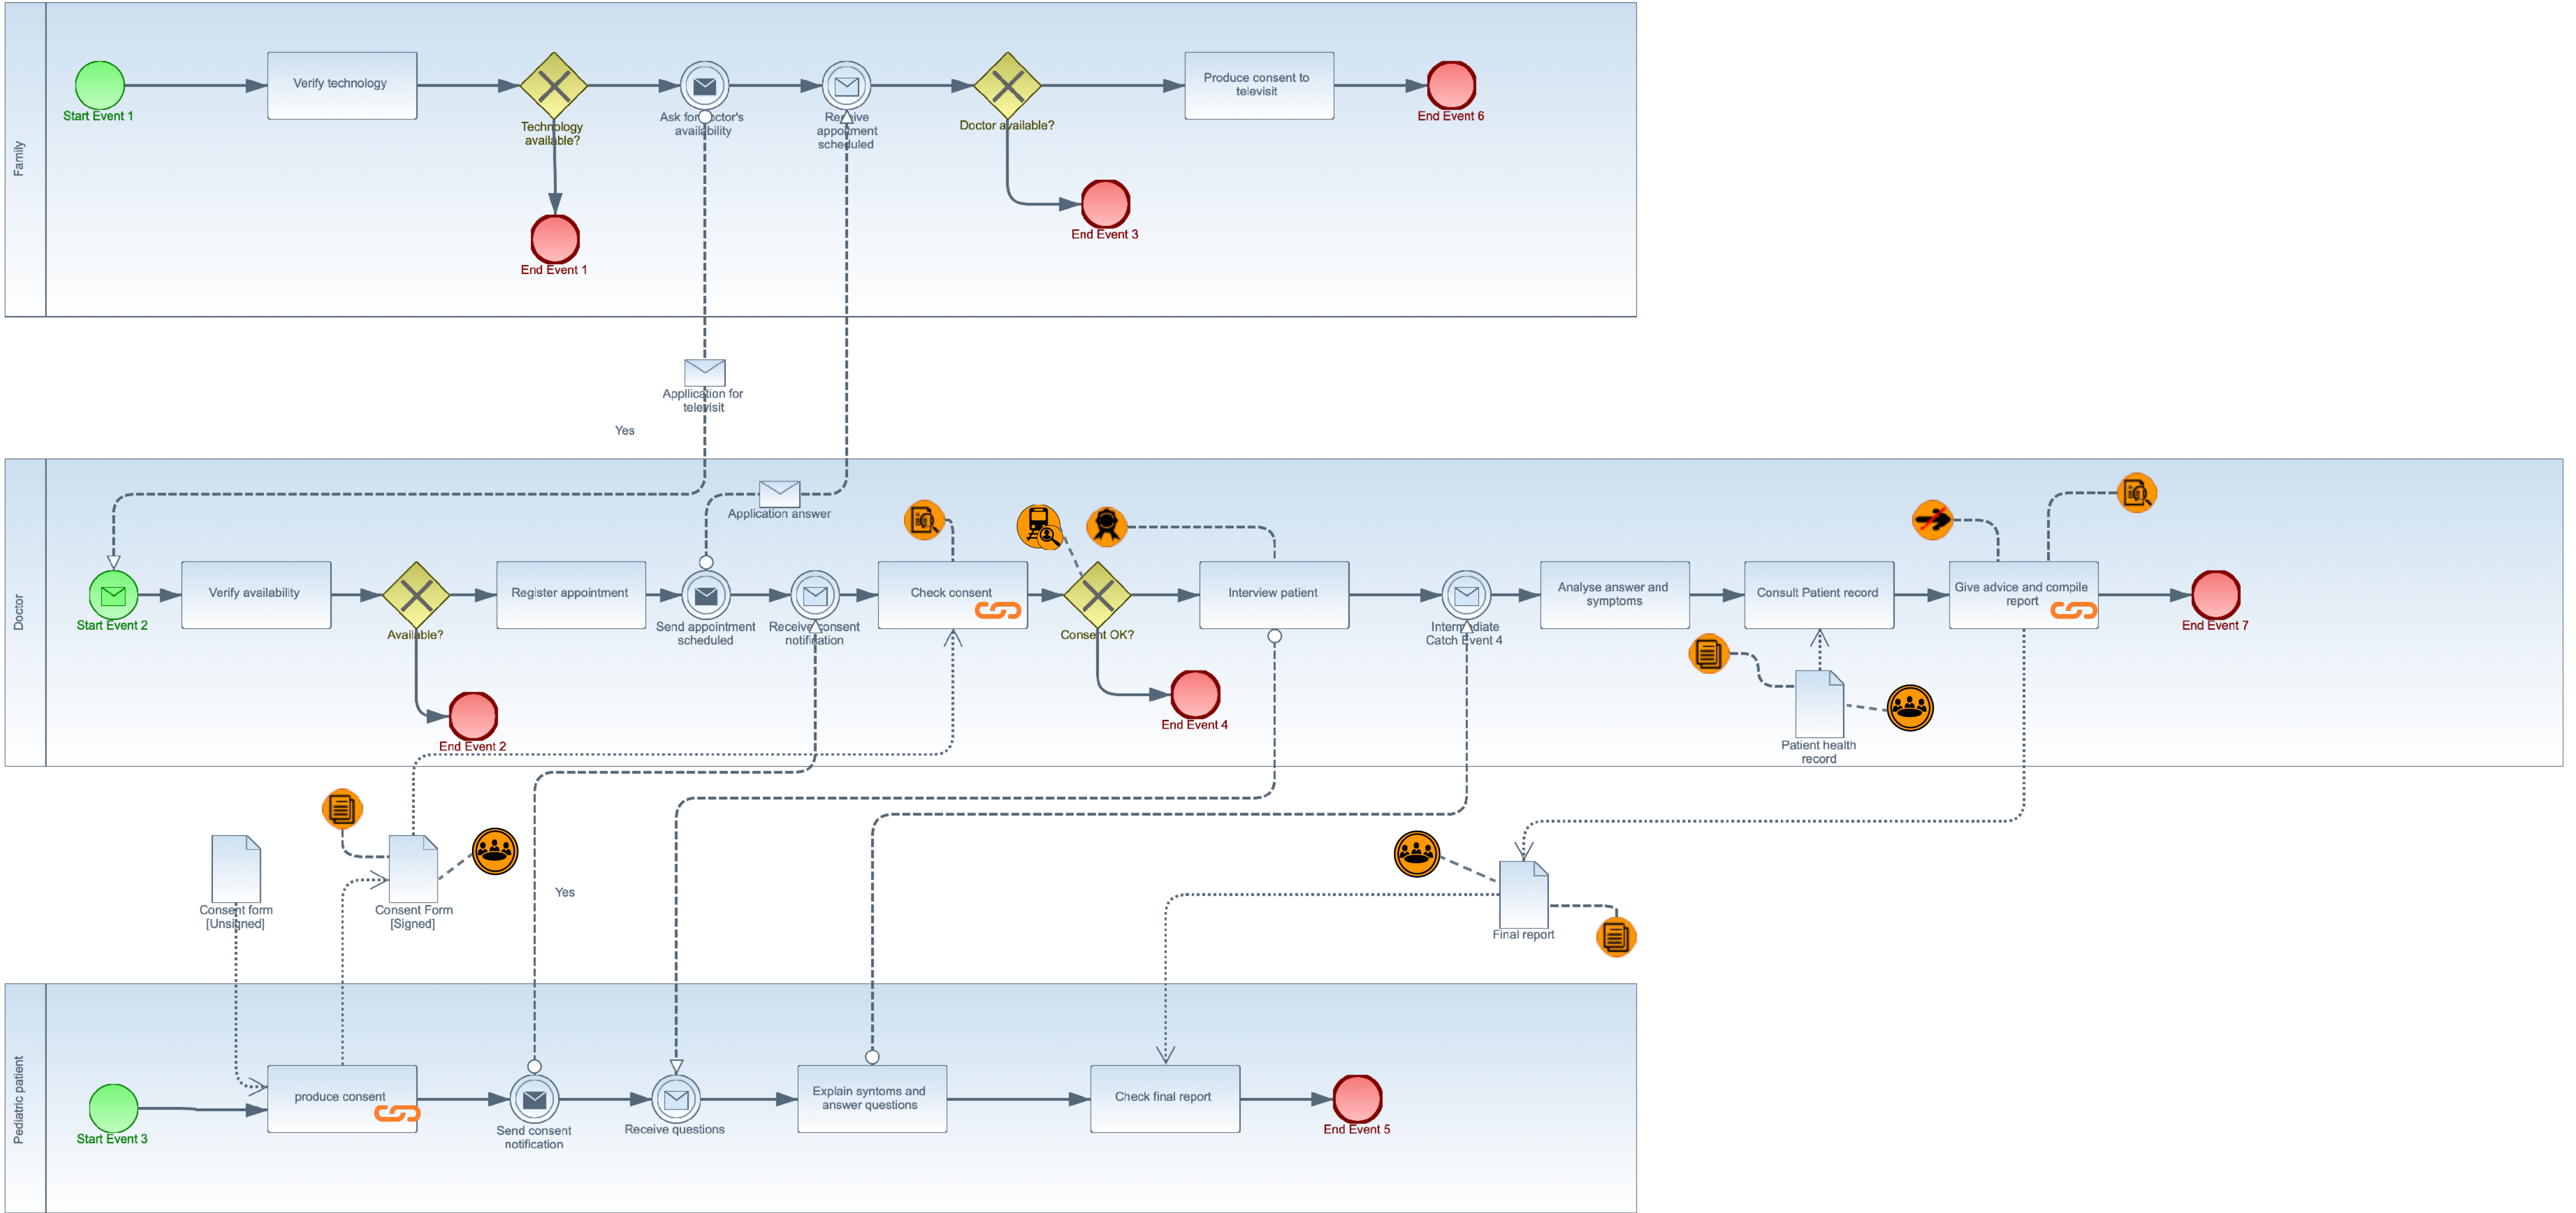 Family
Start Event 1
Verify technology
Technology
available?
End Event 1
Ask for doctor's
availability
Receive
appointment
scheduled
Doctor available?
End Event 3
Produce consent to
televisit
End Event 6
Appllication for
televisit
Yes
Doctor
Application answer
Start Event 2
Verify availability
Available?
End Event 2
Register appointment
Send appointment
scheduled
Receive consent
notification
Check consent
Consent OK?
End Event 4
Interview patient
Intermediate
Catch Event 4
Analyse answer and
symptoms
Consult Patient record
Patient health
record
Give advice and compile
report
End Event 7
Consent form
[Unsigned]
Consent Form
[Signed]
Yes
Final report
Pediatric patient
Start Event 3
produce consent
Send consent
notification
Receive questions
Explain syntoms and
answer questions
Check final report
End Event 5